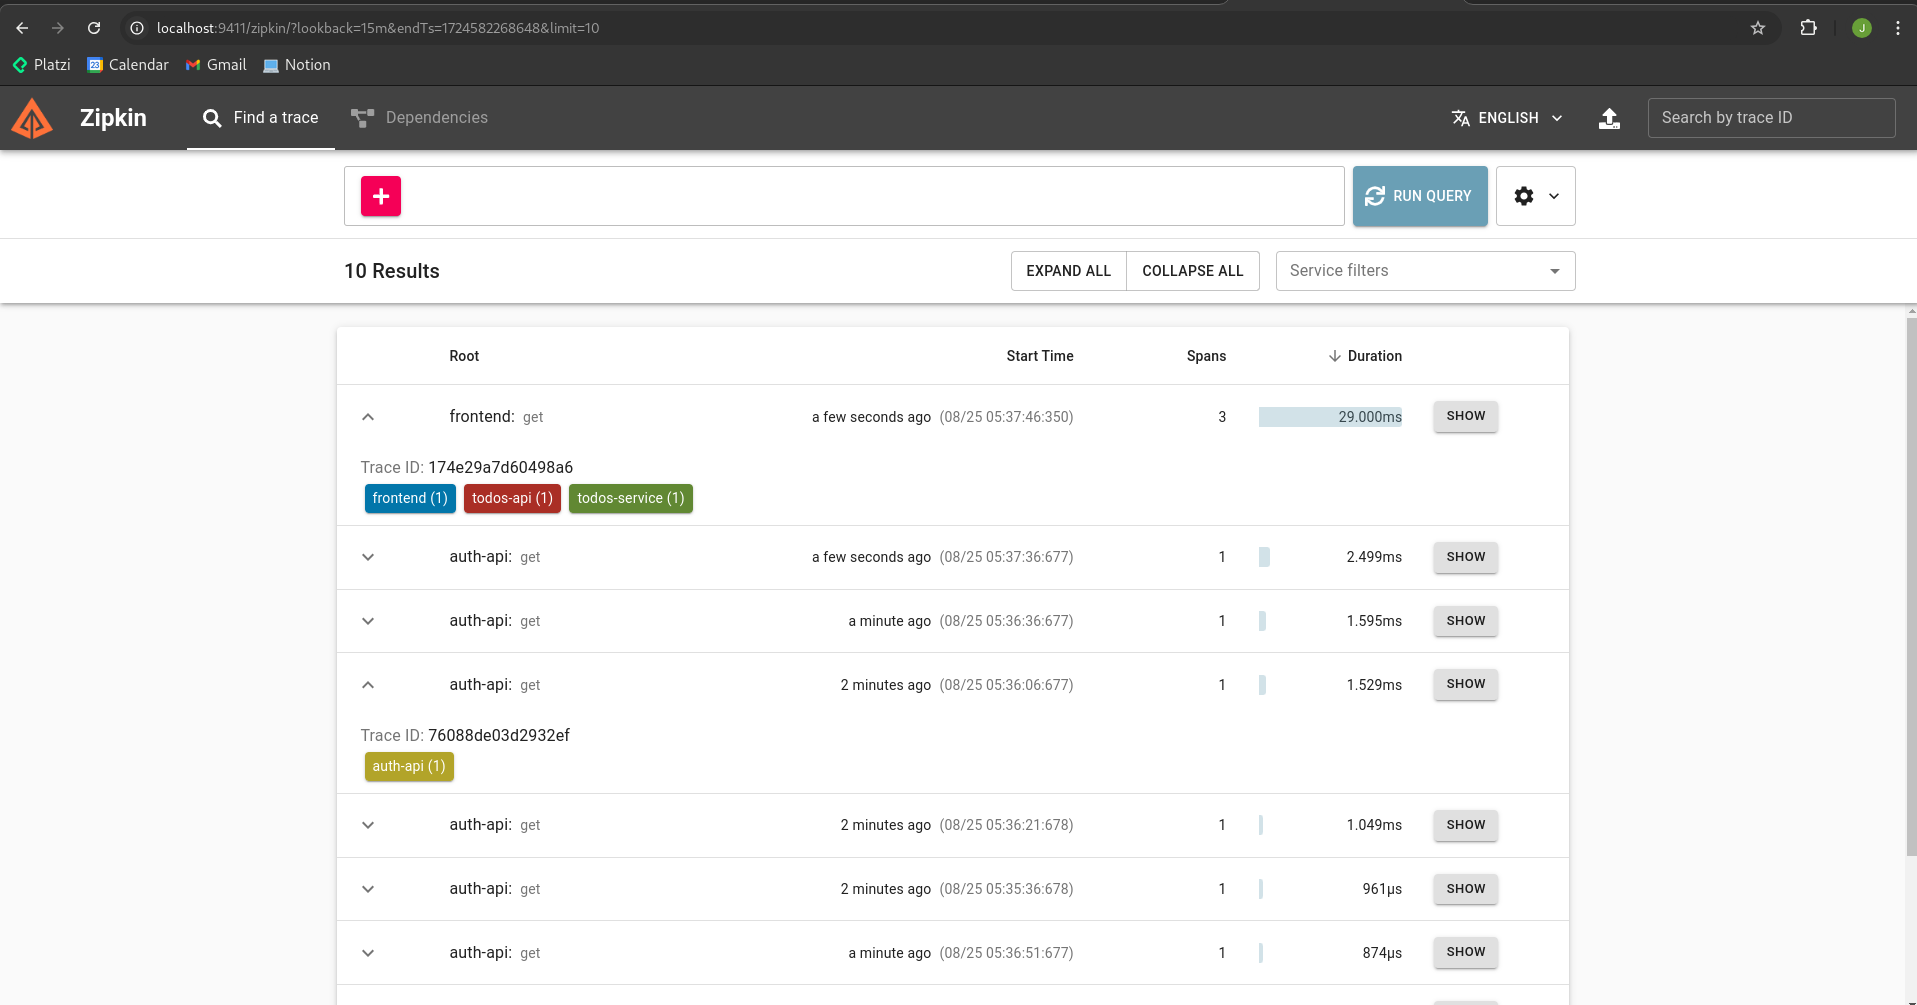 localhost:9411/zipkin/?lookback=15m&endTs=1724582268648&limit=10
J
Platzi
23 Calendar
Gmail
Notion
Zipkin
Find a trace
Dependencies
ENGLISH
Search by trace ID
RUN QUERY
10 Results
EXPAND ALL
COLLAPSE ALL
Service filters
Root Start Time Spans Duration
frontend: get a few seconds ago (08/25 05:37:46:350) 3 29.000ms SHOW
Trace ID: 174e29a7d60498a6
frontend (1) todos-api (1) todos-service (1)
auth-api: get a few seconds ago (08/25 05:37:36:677) 1 2.499ms SHOW
auth-api: get a minute ago (08/25 05:36:36:677) 1 1.595ms SHOW
auth-api: get 2 minutes ago (08/25 05:36:06:677) 1 1.529ms SHOW
Trace ID: 76088de03d2932ef
auth-api (1)
auth-api: get 2 minutes ago (08/25 05:36:21:678) 1 1.049ms SHOW
auth-api: get 2 minutes ago (08/25 05:35:36:678) 1 961μs SHOW
auth-api: get a minute ago (08/25 05:36:51:677) 1 874μs SHOW